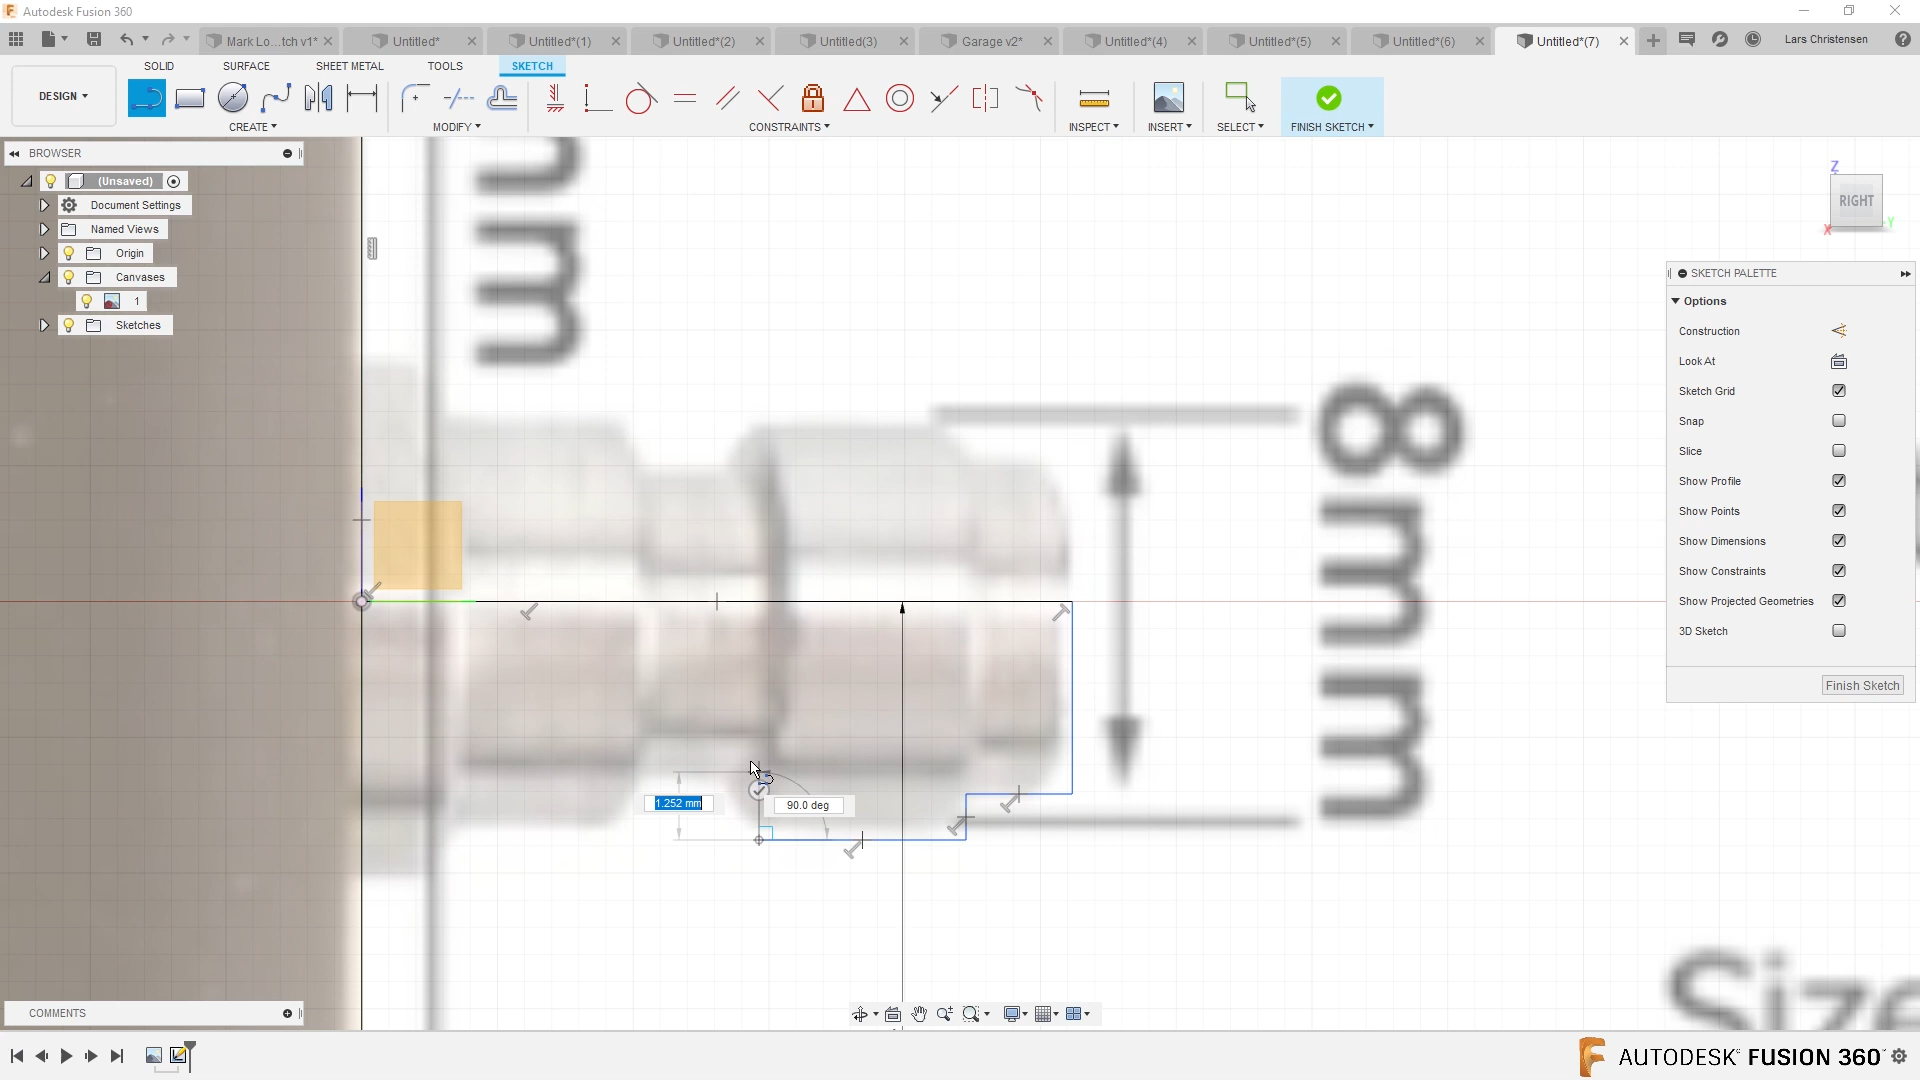 Autodesk Fusion 360
Mark Lo...tch v1*
Untitled*
Untitled*(1)
Untitled*(2)
Untitled(3)
Garage v2*
Untitled*(4)
Untitled*(5)
Untitled*(6)
Untitled*(7)
Lars Christensen
DESIGN
SOLID
SURFACE
SHEET METAL
TOOLS
SKETCH
CREATE
MODIFY
CONSTRAINTS
INSPECT
INSERT
SELECT
FINISH SKETCH
BROWSER
(Unsaved)
Document Settings
Named Views
Origin
Canvases
1
Sketches
mm
8mm
1.252 mm
90.0 deg
Size
Z
RIGHT
X
Y
SKETCH PALETTE
Options
Construction
Look At
Sketch Grid
Snap
Slice
Show Profile
Show Points
Show Dimensions
Show Constraints
Show Projected Geometries
3D Sketch
Finish Sketch
COMMENTS
AUTODESK FUSION 360